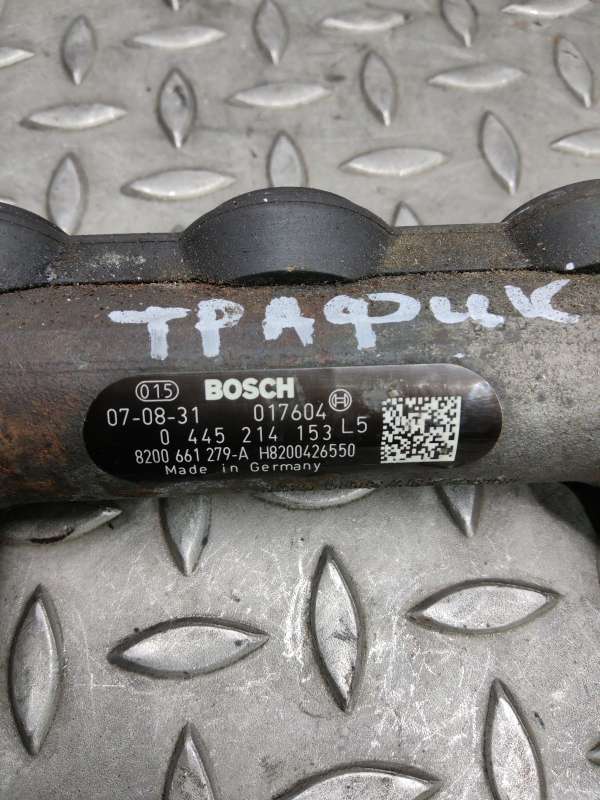 ТРАФИК
015 BOSCH
07-08-31 017604 H
0 445 214 153 L5
8200 661 279-A H8200426550
Made in Germany